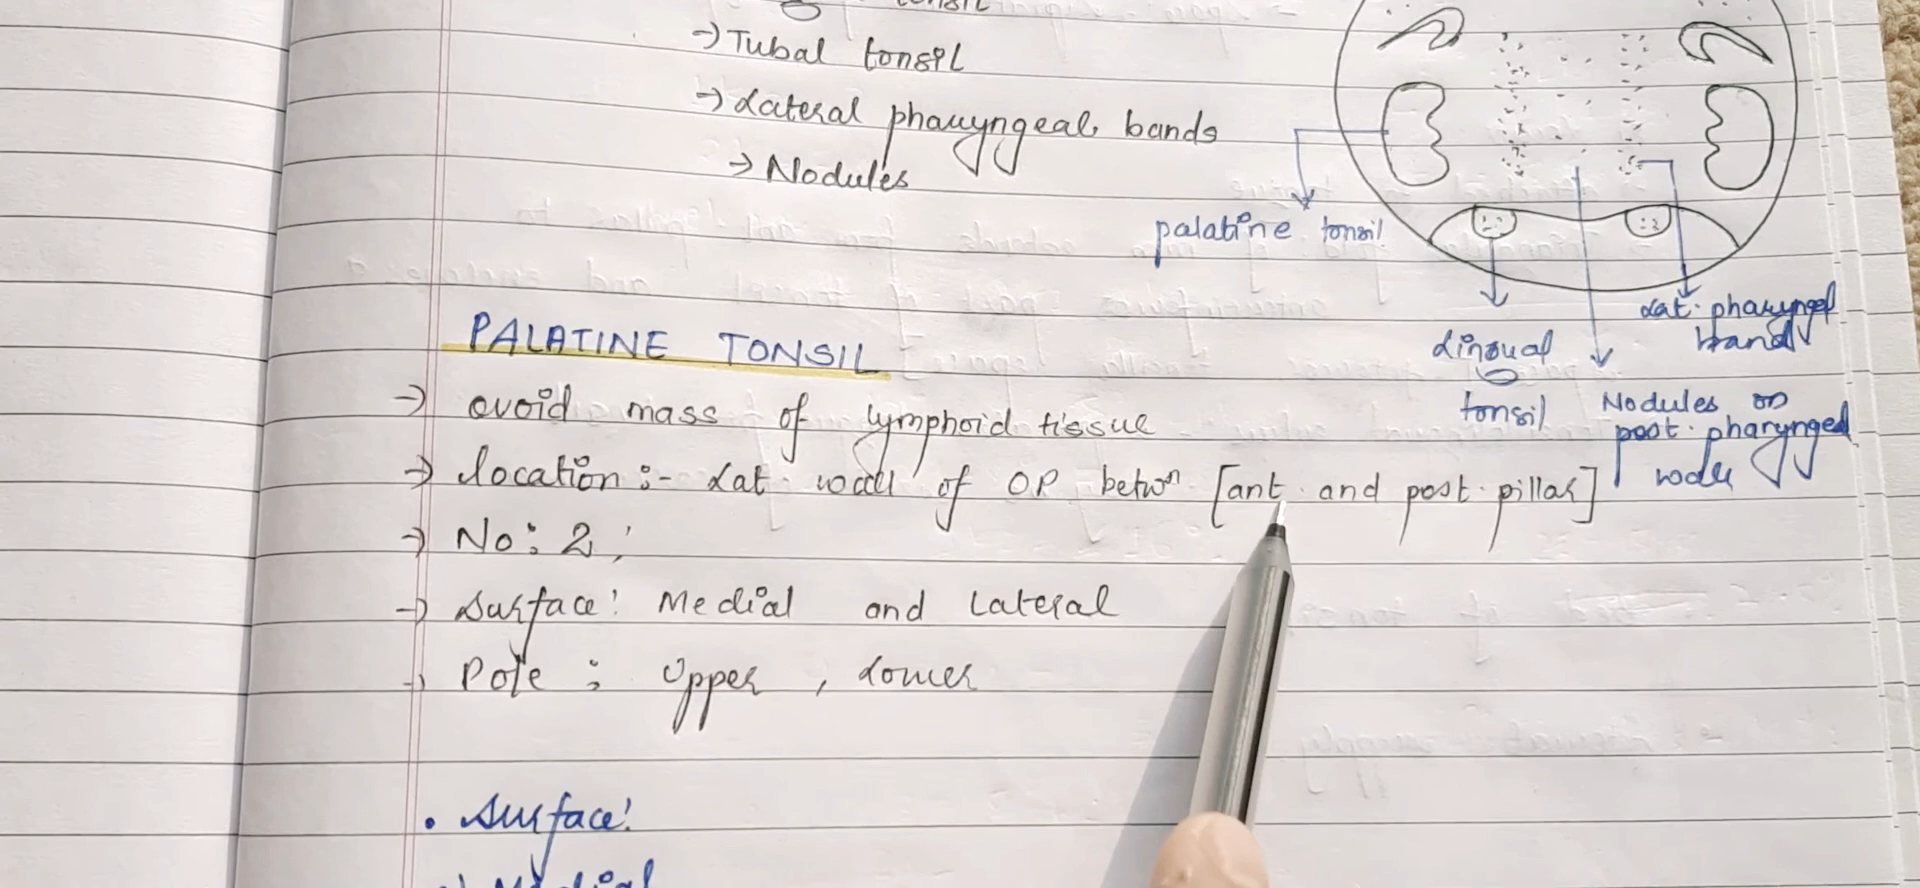 → Tubal tonsil
→ Lateral pharyngeal bands
→ Nodules
palatine tonsil
Lat. pharyngeal
band
Lingual
tonsil
Nodules on
post. pharyngeal
PALATINE TONSIL
→ ovoid mass of lymphoid tissue
→ location :- Lat. wall of OP betwn [ant. and post. pillar]
→ No: 2 ;
→ Surface: Medial and Lateral
→ Pole : Upper , Lower
• Surface:
Medial